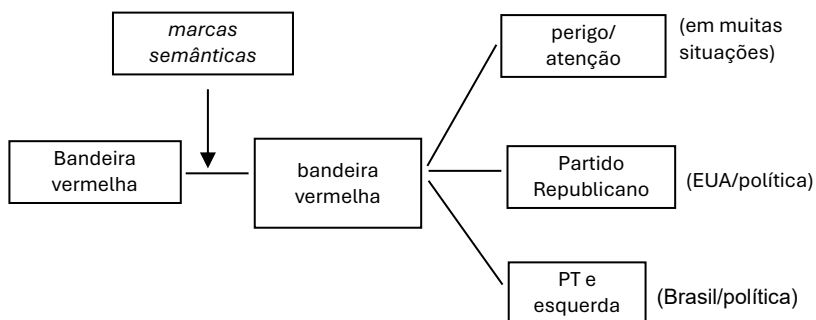 marcas
semânticas
perigo/
atenção
(em muitas
situações)
Bandeira
vermelha
bandeira
vermelha
Partido
Republicano
(EUA/política)
PT e
esquerda
(Brasil/política)